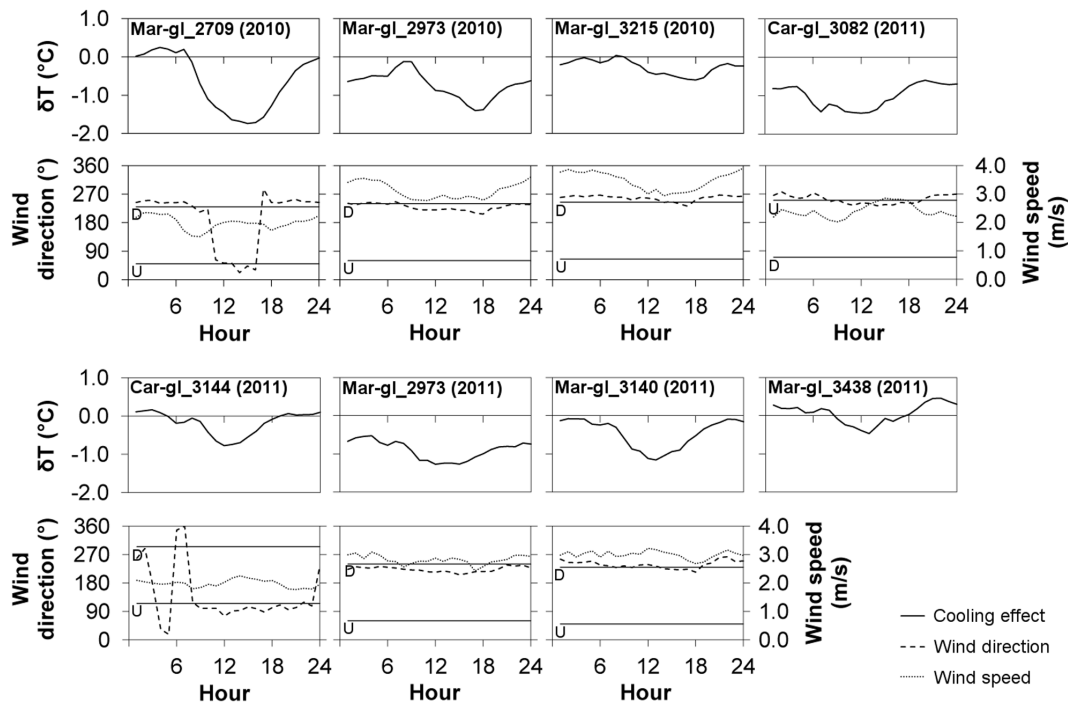 Mar-gl_2709 (2010)
Mar-gl_2973 (2010)
Mar-gl_3215 (2010)
Car-gl_3082 (2011)
1.0
0.0
-1.0
-2.0
δT (°C)
360
270
180
90
0
Wind
direction (°)
D
U
D
U
D
U
U
D
4.0
3.0
2.0
1.0
0.0
Wind speed
(m/s)
6 12 18 24
6 12 18 24
6 12 18 24
6 12 18 24
Hour
Hour
Hour
Hour
Car-gl_3144 (2011)
Mar-gl_2973 (2011)
Mar-gl_3140 (2011)
Mar-gl_3438 (2011)
1.0
0.0
-1.0
-2.0
δT (°C)
360
270
180
90
0
Wind
direction (°)
D
U
D
U
D
U
4.0
3.0
2.0
1.0
0.0
Wind speed
(m/s)
6 12 18 24
6 12 18 24
6 12 18 24
Hour
Hour
Hour
Cooling effect
Wind direction
Wind speed